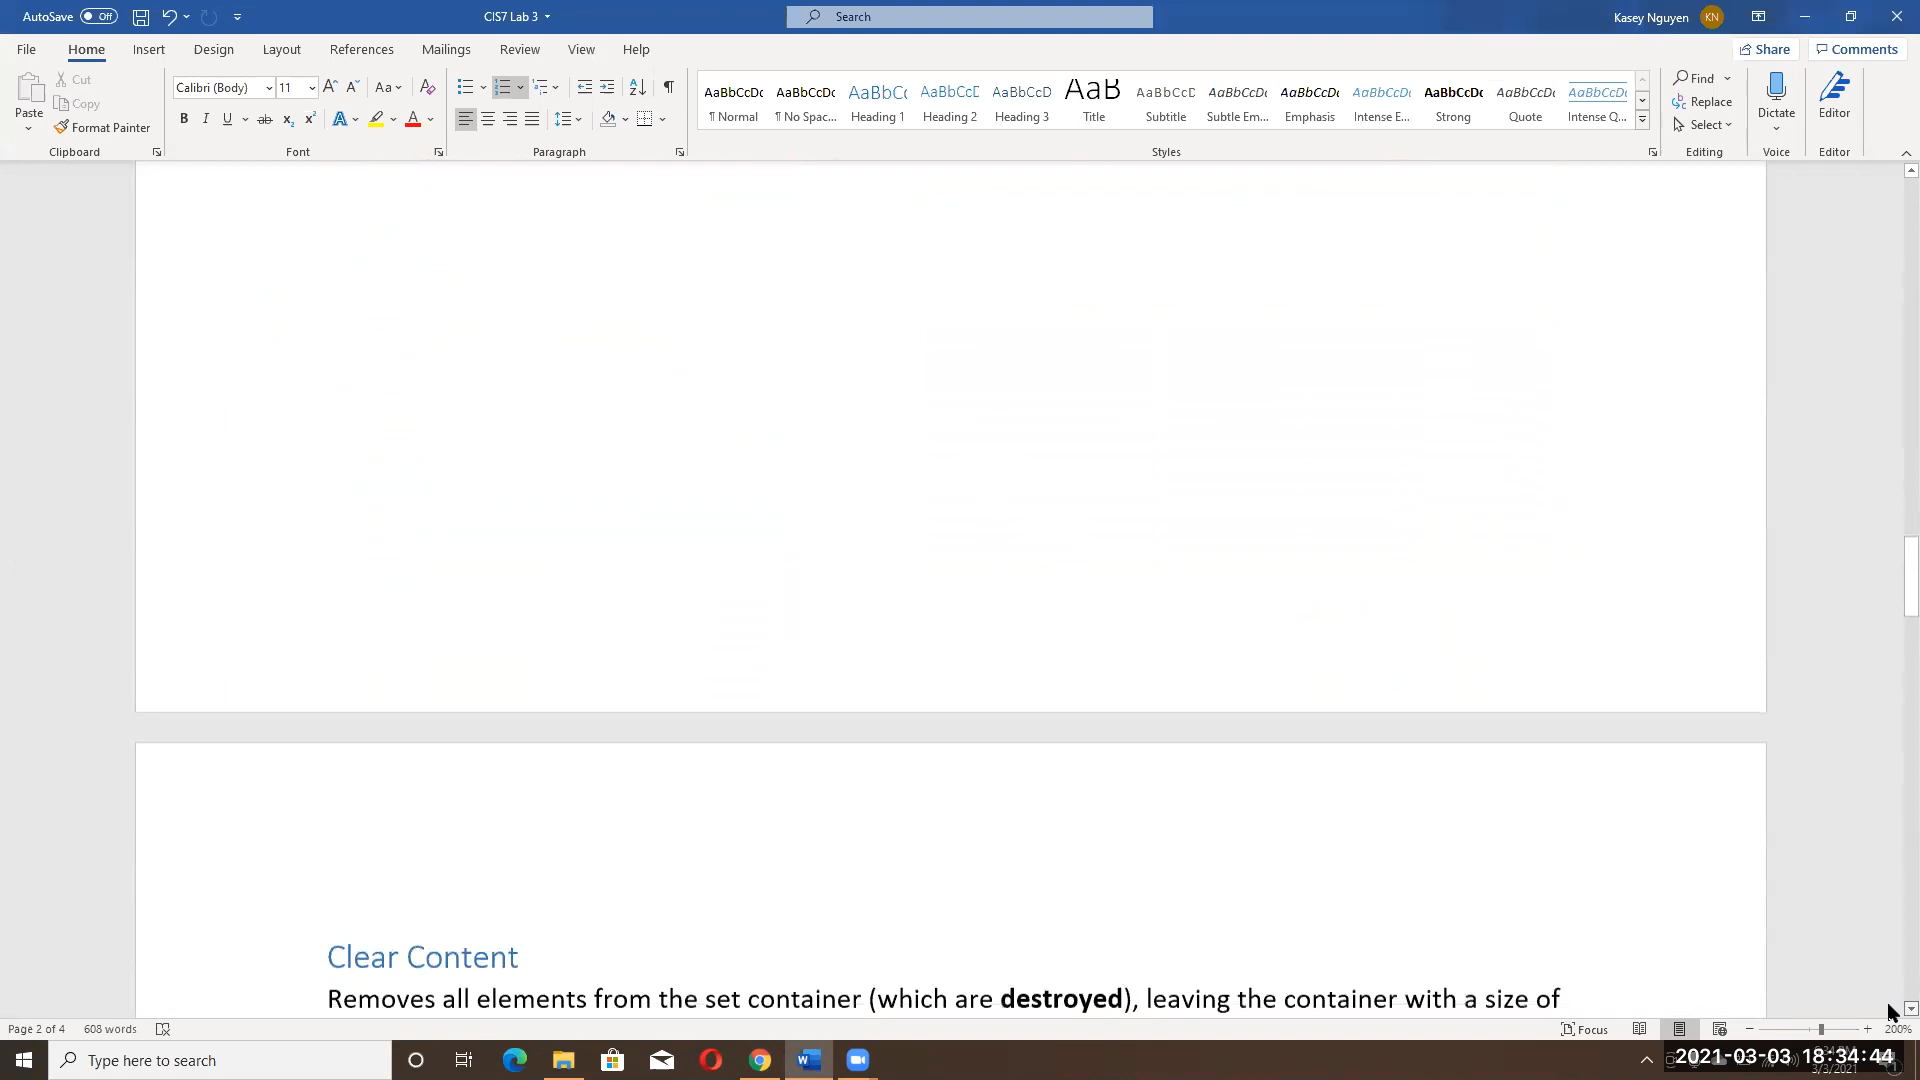 AutoSave Off
CIS7 Lab 3
Search
Kasey Nguyen KN
File Home Insert Design Layout References Mailings Review View Help
Share Comments
Paste
Cut
Copy
Format Painter
Clipboard
Calibri (Body) 11
Font
Paragraph
AaBbCcDc AaBbCcDc AaBbCc AaBbCcD AaBbCcD AaB AaBbCcD AaBbCcDc AaBbCcDc AaBbCcDc AaBbCcDc AaBbCcDc AaBbCcDc
¶ Normal ¶ No Spac... Heading 1 Heading 2 Heading 3 Title Subtitle Subtle Em... Emphasis Intense E... Strong Quote Intense Q...
Styles
Find
Replace
Select
Editing
Dictate
Voice
Editor
Editor
Clear Content
Removes all elements from the set container (which are destroyed), leaving the container with a size of
Page 2 of 4 608 words
Focus
200%
Type here to search
2021-03-03 18:34:44
3/3/2021